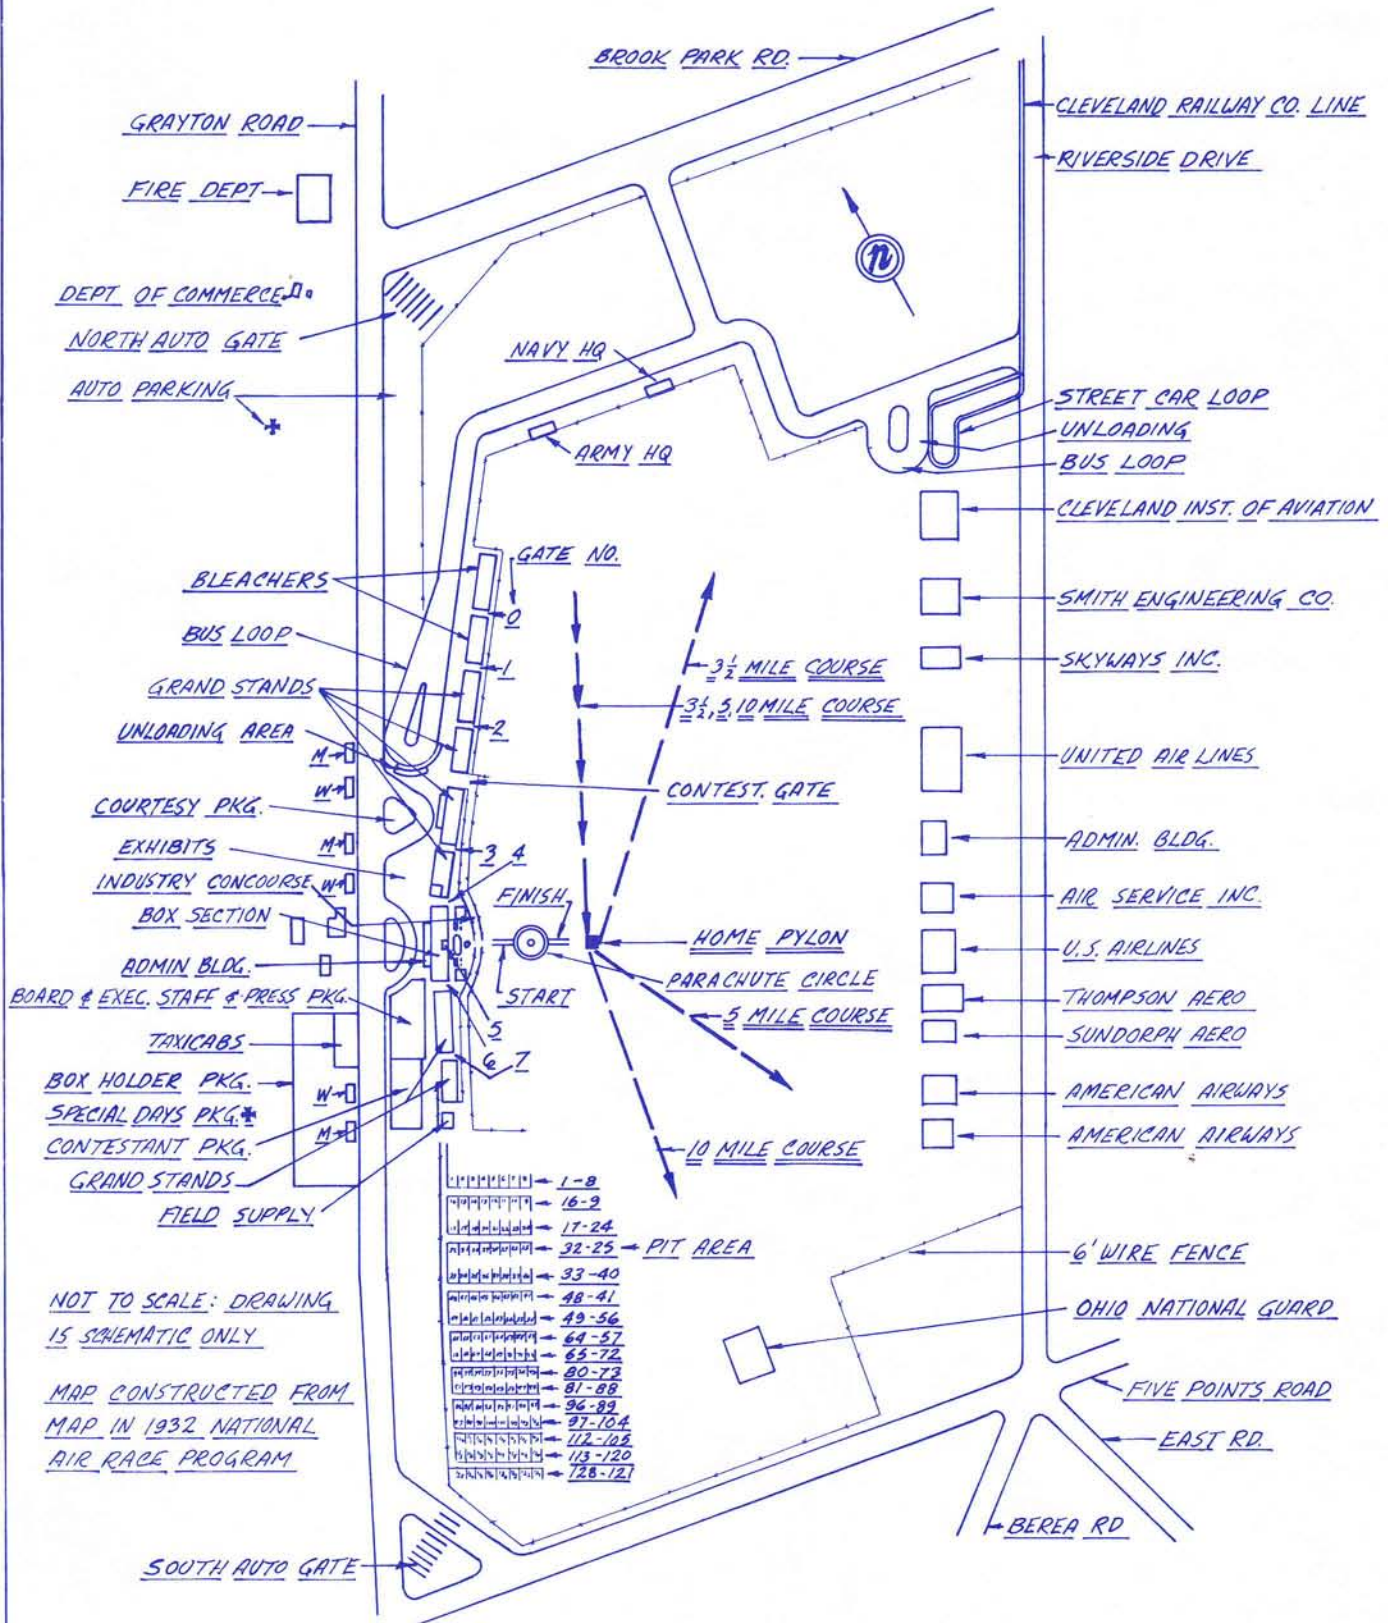 BROOK PARK RD.
GRAYTON ROAD
CLEVELAND RAILWAY CO. LINE
RIVERSIDE DRIVE
FIRE DEPT
n
DEPT OF COMMERCE
NORTH AUTO GATE
NAVY HQ
AUTO PARKING
ARMY HQ
STREET CAR LOOP
UNLOADING
BUS LOOP
CLEVELAND INST. OF AVIATION
GATE NO.
BLEACHERS
0
SMITH ENGINEERING CO.
BUS LOOP
1
3½ MILE COURSE
SKYWAYS INC.
GRAND STANDS
3½, 5, 10 MILE COURSE
2
UNLOADING AREA
M
UNITED AIR LINES
W
CONTEST. GATE
COURTESY PKG.
EXHIBITS
M
3
4
ADMIN. BLDG.
INDUSTRY CONCOURSE
W
FINISH
AIR SERVICE INC.
BOX SECTION
HOME PYLON
U.S. AIRLINES
ADMIN BLDG.
PARACHUTE CIRCLE
BOARD & EXEC. STAFF & PRESS PKG.
START
THOMPSON AERO
5 MILE COURSE
5
SUNDORPH AERO
TAXICABS
6
7
BOX HOLDER PKG.
W
AMERICAN AIRWAYS
SPECIAL DAYS PKG.
M
AMERICAN AIRWAYS
CONTESTANT PKG.
10 MILE COURSE
GRAND STANDS
1-8
16-9
FIELD SUPPLY
17-24
32-25
PIT AREA
6' WIRE FENCE
33-40
48-41
OHIO NATIONAL GUARD
49-56
64-57
65-72
80-73
81-88
96-89
97-104
112-105
113-120
128-121
NOT TO SCALE: DRAWING
IS SCHEMATIC ONLY
MAP CONSTRUCTED FROM
MAP IN 1932 NATIONAL
AIR RACE PROGRAM
FIVE POINTS ROAD
EAST RD.
BEREA RD
SOUTH AUTO GATE